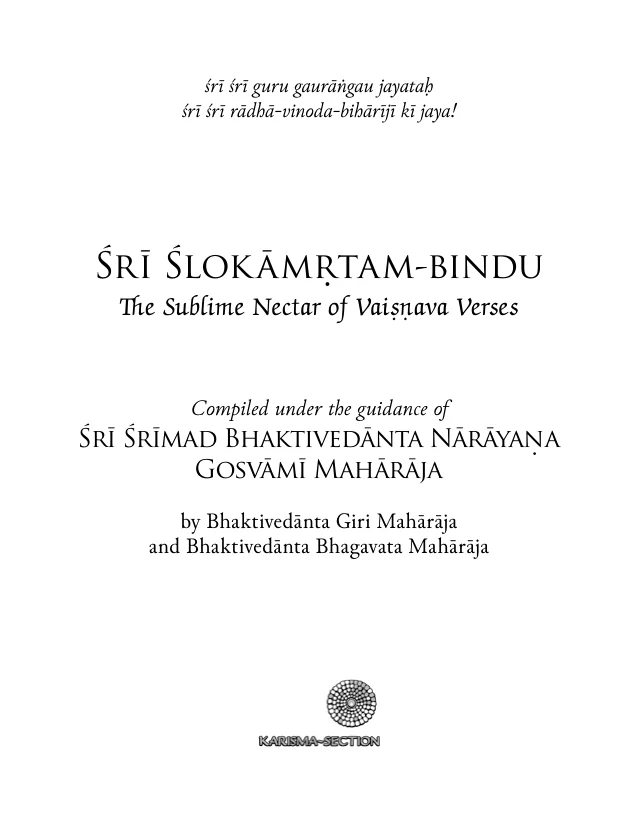 śrī śrī guru gaurāṅgau jayataḥ
śrī śrī rādhā-vinoda-bihārījī kī jaya!
Śrī Ślokāmṛtam-bindu
The Sublime Nectar of Vaiṣṇava Verses
Compiled under the guidance of
Śrī Śrīmad Bhaktivedānta Nārāyaṇa
Gosvāmī Mahārāja
by Bhaktivedānta Giri Mahārāja
and Bhaktivedānta Bhagavata Mahārāja
KARISMA-SECTION